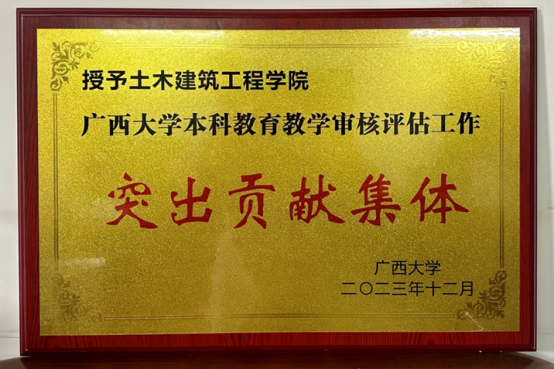 授予土木建筑工程学院
广西大学本科教育教学审核评估工作
突出贡献集体
广西大学
二〇二三年十二月